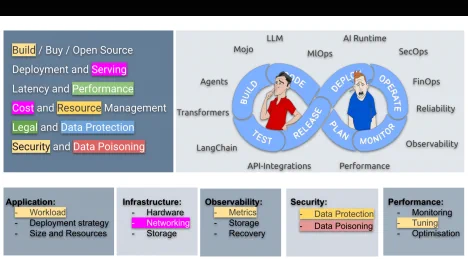 Build / Buy / Open Source
Deployment and Serving
Latency and Performance
Cost and Resource Management
Legal and Data Protection
Security and Data Poisoning
LLM
AI Runtime
Mojo
MlOps
SecOps
Agents
FinOps
Transformers
Reliability
LangChain
Observability
API-Integrations
Performance
BUILD
CODE
TEST
RELEASE
DEPLOY
OPERATE
PLAN
MONITOR
Application:
- Workload
- Deployment strategy
- Size and Resources
Infrastructure:
- Hardware
- Networking
- Storage
Observability:
- Metrics
- Storage
- Recovery
Security:
- Data Protection
- Data Poisoning
Performance:
- Monitoring
- Tuning
- Optimisation